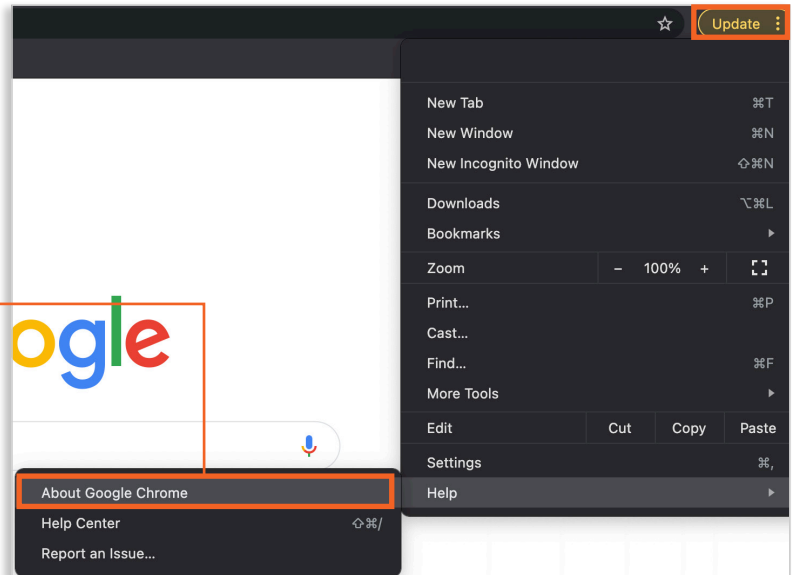 Update
New Tab ⌘T
New Window ⌘N
New Incognito Window ⇧⌘N
Downloads ⌥⌘L
Bookmarks
Zoom - 100% +
Print... ⌘P
Cast...
Find... ⌘F
More Tools
Edit Cut Copy Paste
Settings ⌘,
Help
ogle
About Google Chrome
Help Center ⇧⌘/
Report an Issue...